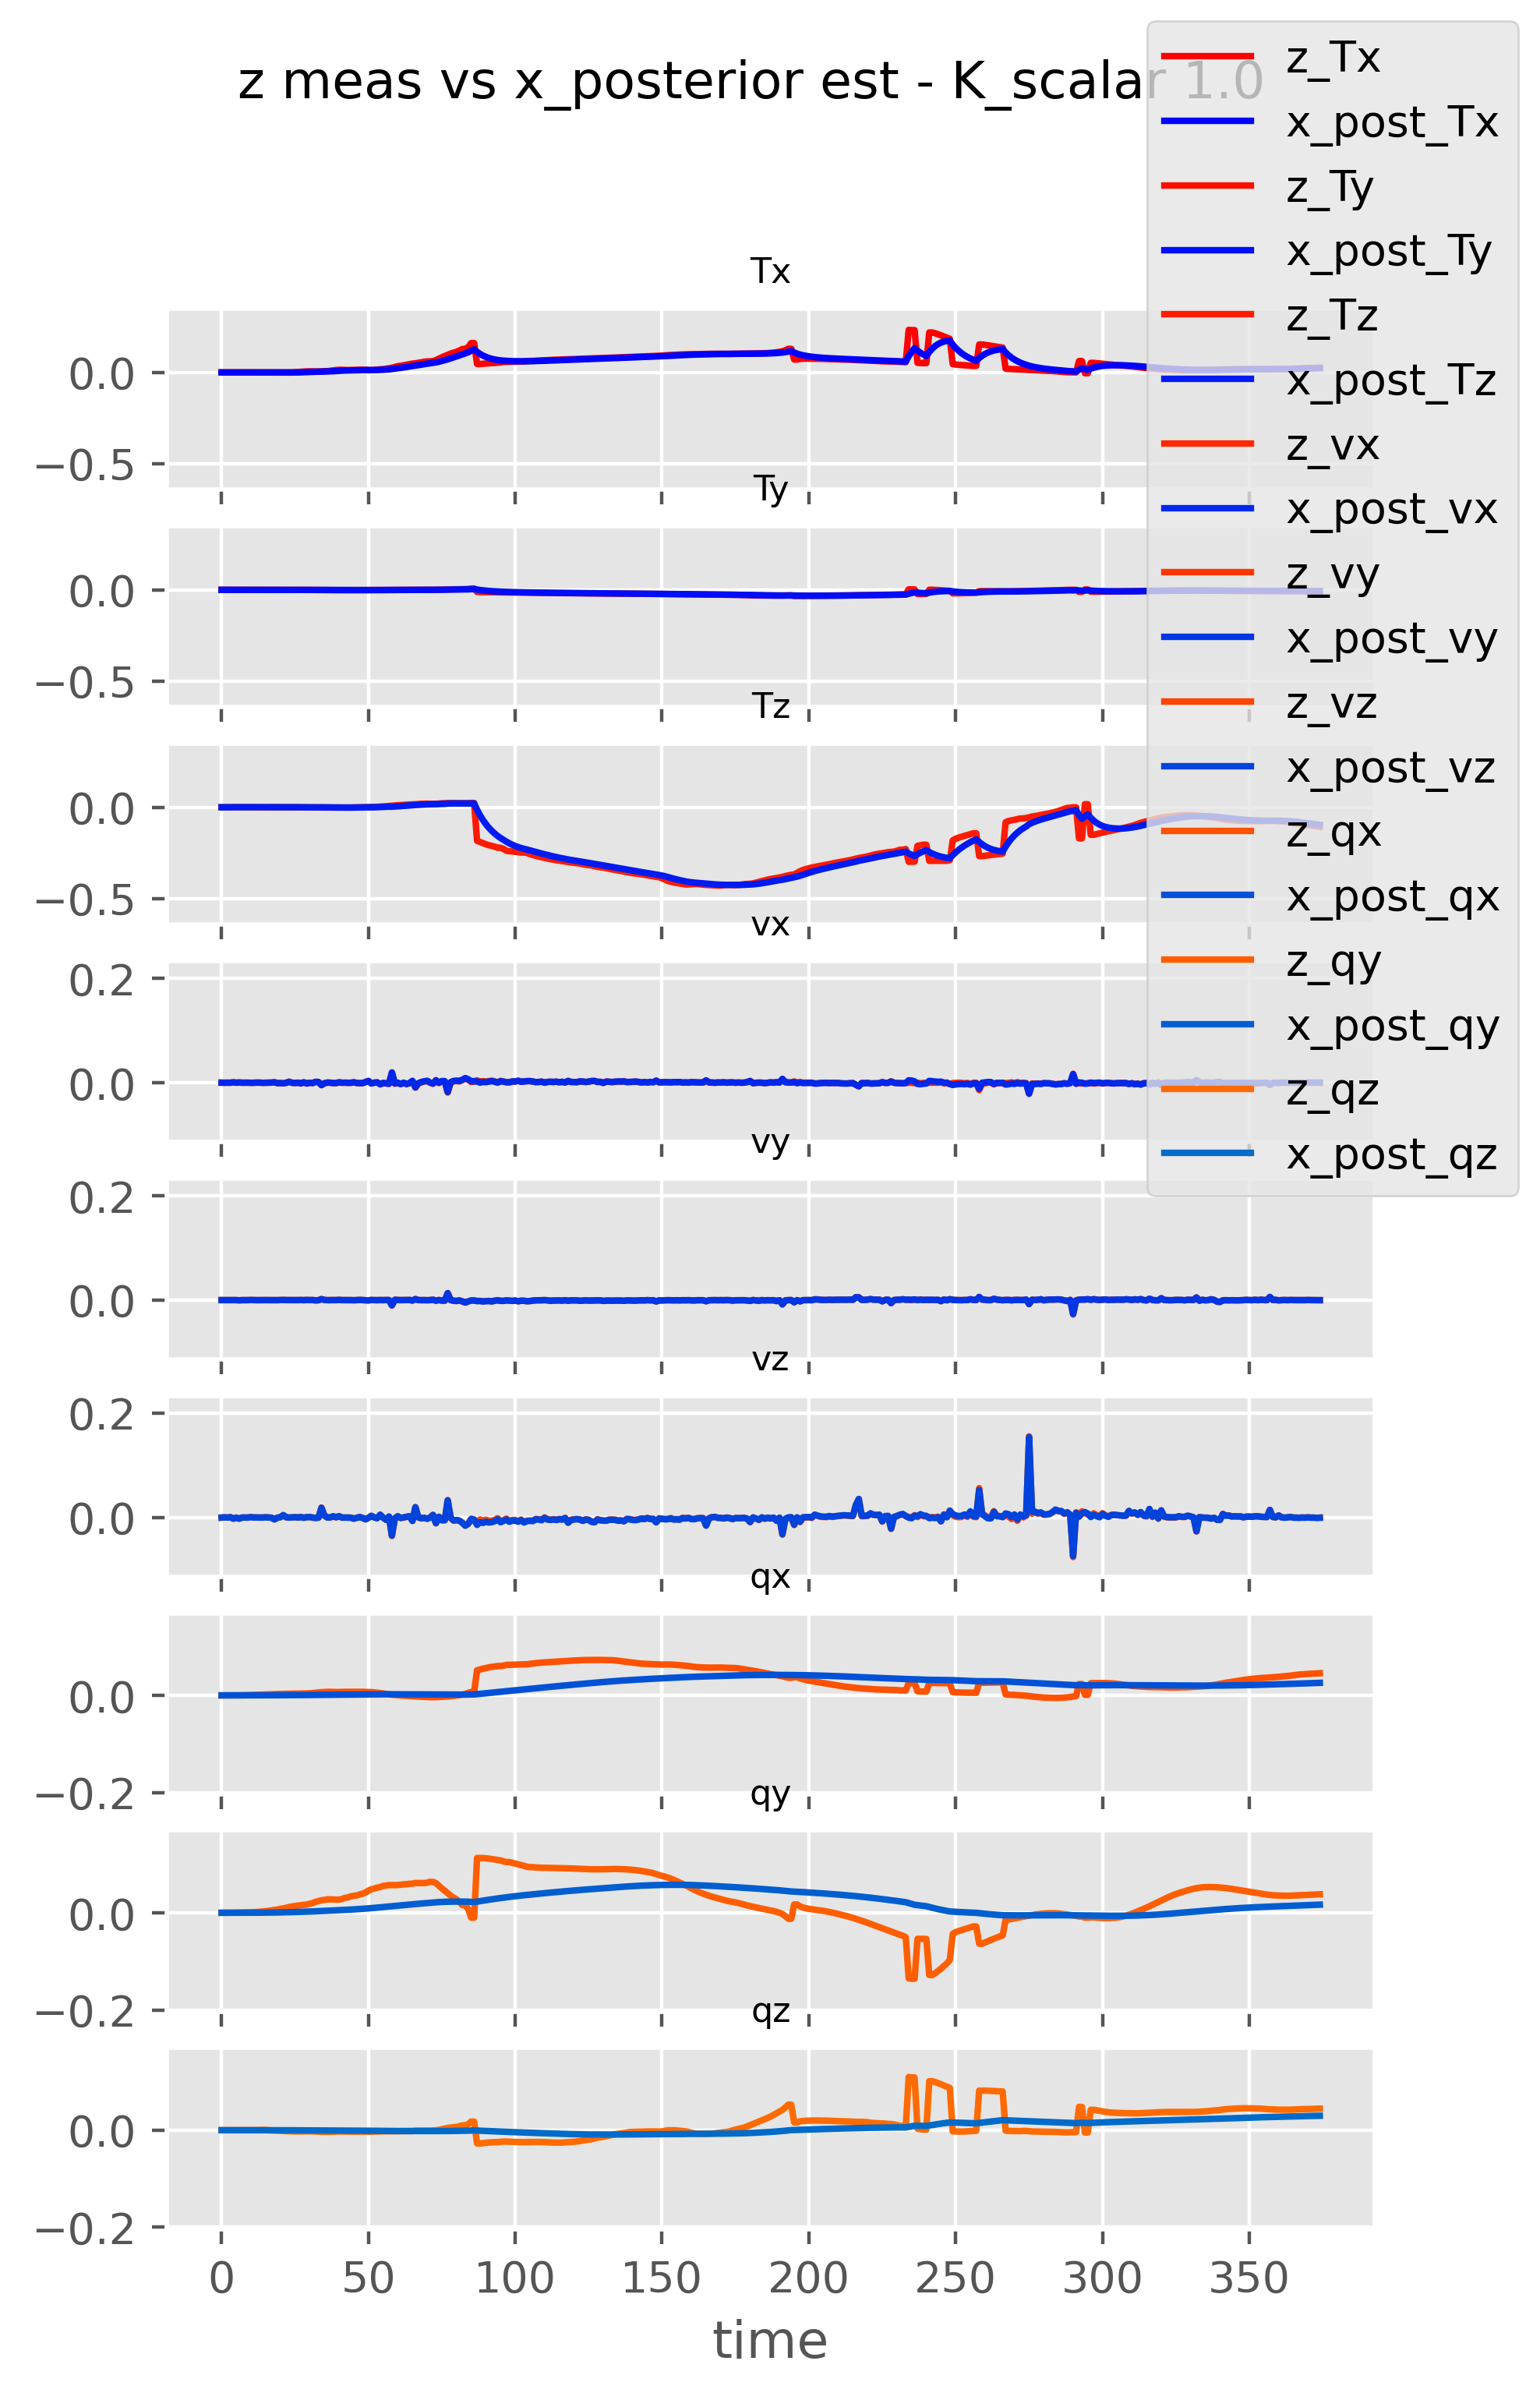 z meas vs x_posterior est - K_scalar 1.0
z_Tx
x_post_Tx
z_Ty
x_post_Ty
z_Tz
x_post_Tz
z_vx
x_post_vx
z_vy
x_post_vy
z_vz
x_post_vz
z_qx
x_post_qx
z_qy
x_post_qy
z_qz
x_post_qz
Tx
0.0
−0.5
Ty
0.0
−0.5
Tz
0.0
−0.5
vx
0.2
0.0
vy
0.2
0.0
vz
0.2
0.0
qx
0.0
−0.2
qy
0.0
−0.2
qz
0.0
−0.2
0 50 100 150 200 250 300 350
time